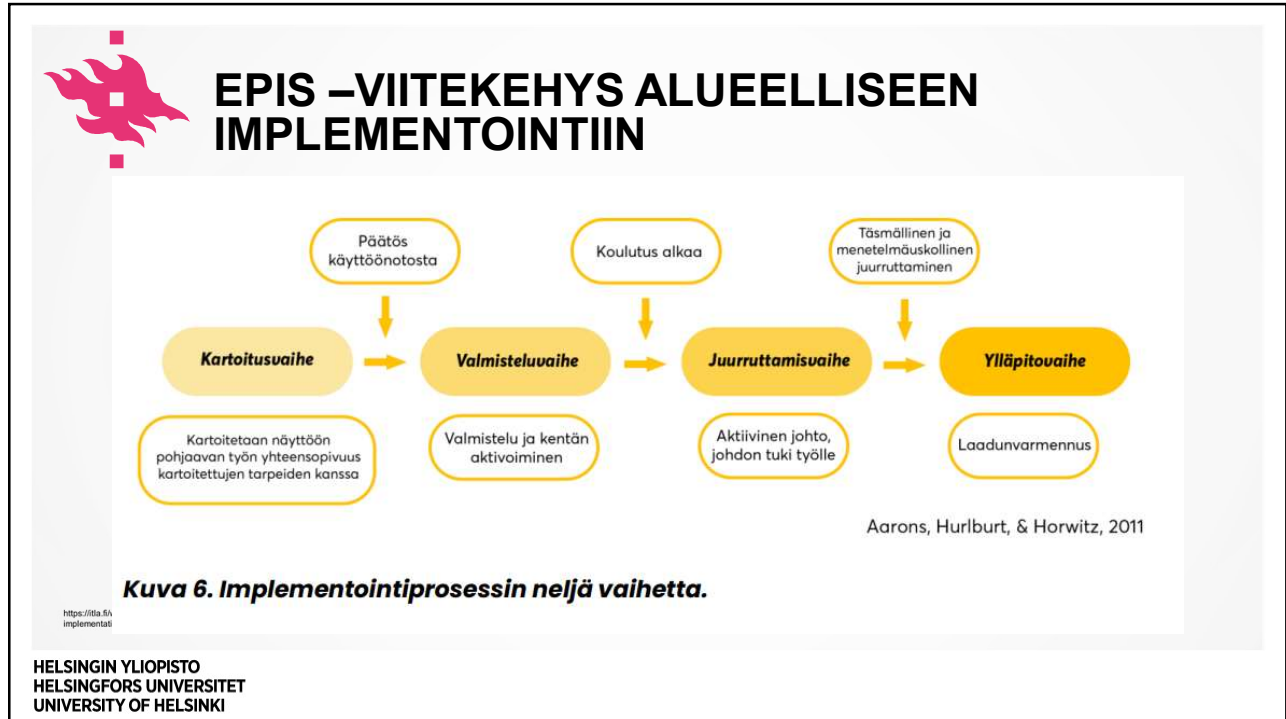 EPIS –VIITEKEHYS ALUEELLISEEN
IMPLEMENTOINTIIN
Päätös
käyttöönotosta
Koulutus alkaa
Täsmällinen ja
menetelmäuskollinen
juurruttaminen
Kartoitusvaihe
Valmisteluvaihe
Juurruttamisvaihe
Ylläpitovaihe
Kartoitetaan näyttöön
pohjaavan työn yhteensopivuus
kartoitettujen tarpeiden kanssa
Valmistelu ja kentän
aktivoiminen
Aktiivinen johto,
johdon tuki työlle
Laadunvarmennus
Aarons, Hurlburt, & Horwitz, 2011
Kuva 6. Implementointiprosessin neljä vaihetta.
https://itla.fi/
implementati
HELSINGIN YLIOPISTO
HELSINGFORS UNIVERSITET
UNIVERSITY OF HELSINKI